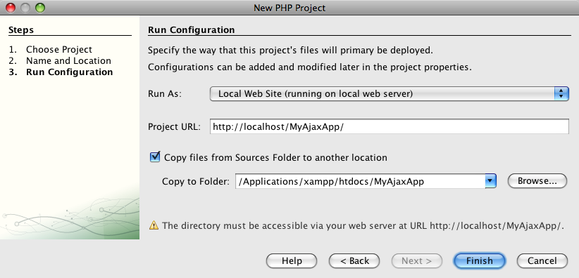 New PHP Project
Steps
1. Choose Project
2. Name and Location
3. Run Configuration
Run Configuration
Specify the way that this project's files will primary be deployed.
Configurations can be added and modified later in the project properties.
Run As: Local Web Site (running on local web server)
Project URL: http://localhost/MyAjaxApp/
Copy files from Sources Folder to another location
Copy to Folder: /Applications/xampp/htdocs/MyAjaxApp Browse...
The directory must be accessible via your web server at URL http://localhost/MyAjaxApp/.
Help < Back Next > Finish Cancel